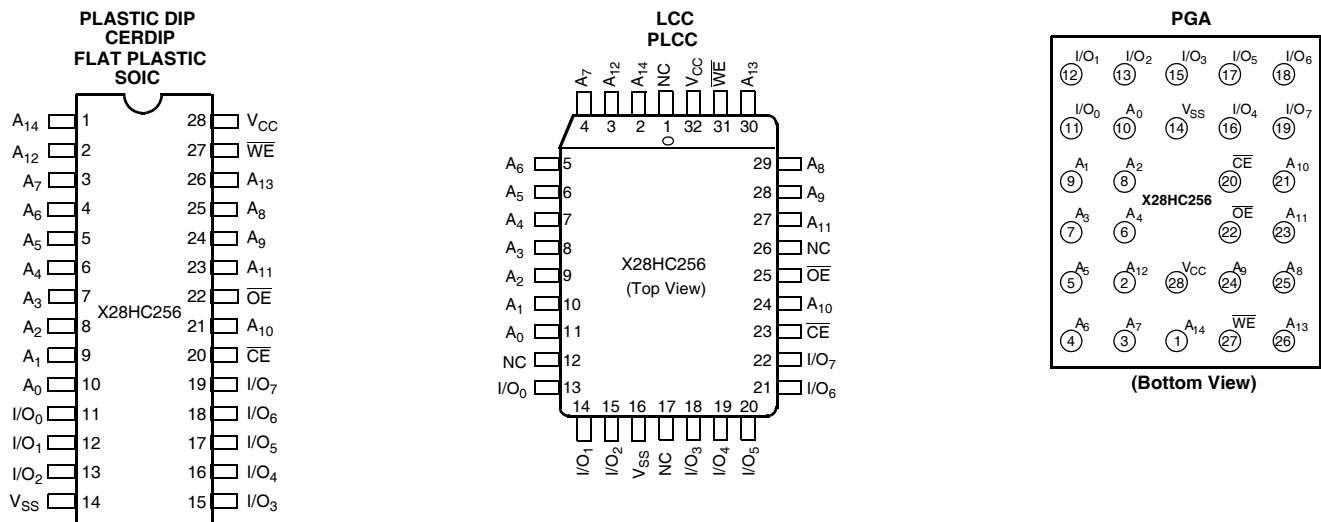 PLASTIC DIP
CERDIP
FLAT PLASTIC
SOIC
A14 1 28 VCC
A12 2 27 W̅E̅
A7 3 26 A13
A6 4 25 A8
A5 5 24 A9
A4 6 23 A11
A3 7 22 O̅E̅
X28HC256
A2 8 21 A10
A1 9 20 C̅E̅
A0 10 19 I/O7
I/O0 11 18 I/O6
I/O1 12 17 I/O5
I/O2 13 16 I/O4
VSS 14 15 I/O3
LCC
PLCC
A7 A12 A14 NC VCC W̅E̅ A13
4 3 2 1 32 31 30
A6 5 29 A8
A5 6 28 A9
A4 7 27 A11
A3 8 26 NC
X28HC256
A2 9 25 O̅E̅
(Top View)
A1 10 24 A10
A0 11 23 C̅E̅
NC 12 22 I/O7
I/O0 13 21 I/O6
14 15 16 17 18 19 20
I/O1 I/O2 VSS NC I/O3 I/O4 I/O5
PGA
I/O1 I/O2 I/O3 I/O5 I/O6
12 13 15 17 18
I/O0 A0 VSS I/O4 I/O7
11 10 14 16 19
A1 A2 C̅E̅ A10
9 8 20 21
X28HC256
A3 A4 O̅E̅ A11
7 6 22 23
A5 A12 VCC A9 A8
5 2 28 24 25
A6 A7 A14 W̅E̅ A13
4 3 1 27 26
(Bottom View)